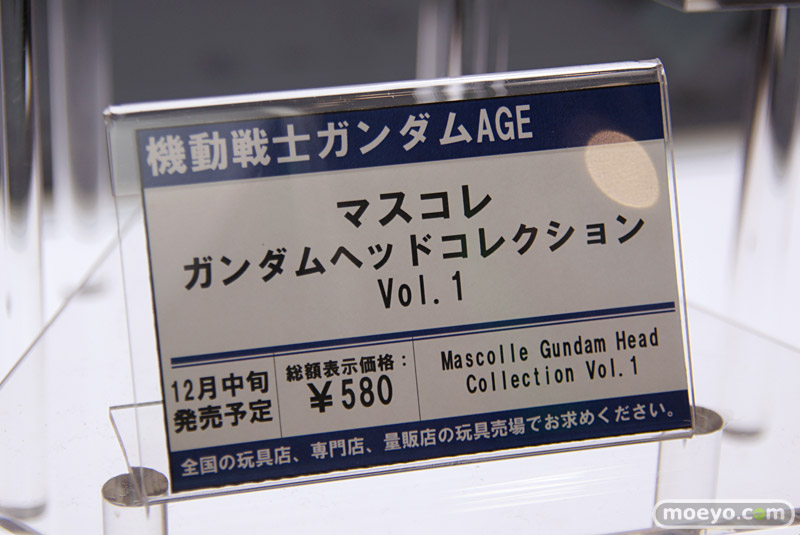 機動戦士ガンダムAGE
マスコレ
ガンダムヘッドコレクション
Vol.1
12月中旬
発売予定
総額表示価格：
￥580
Mascolle Gundam Head
Collection Vol.1
全国の玩具店、専門店、量販店の玩具売場でお求めください。
moeyo.com